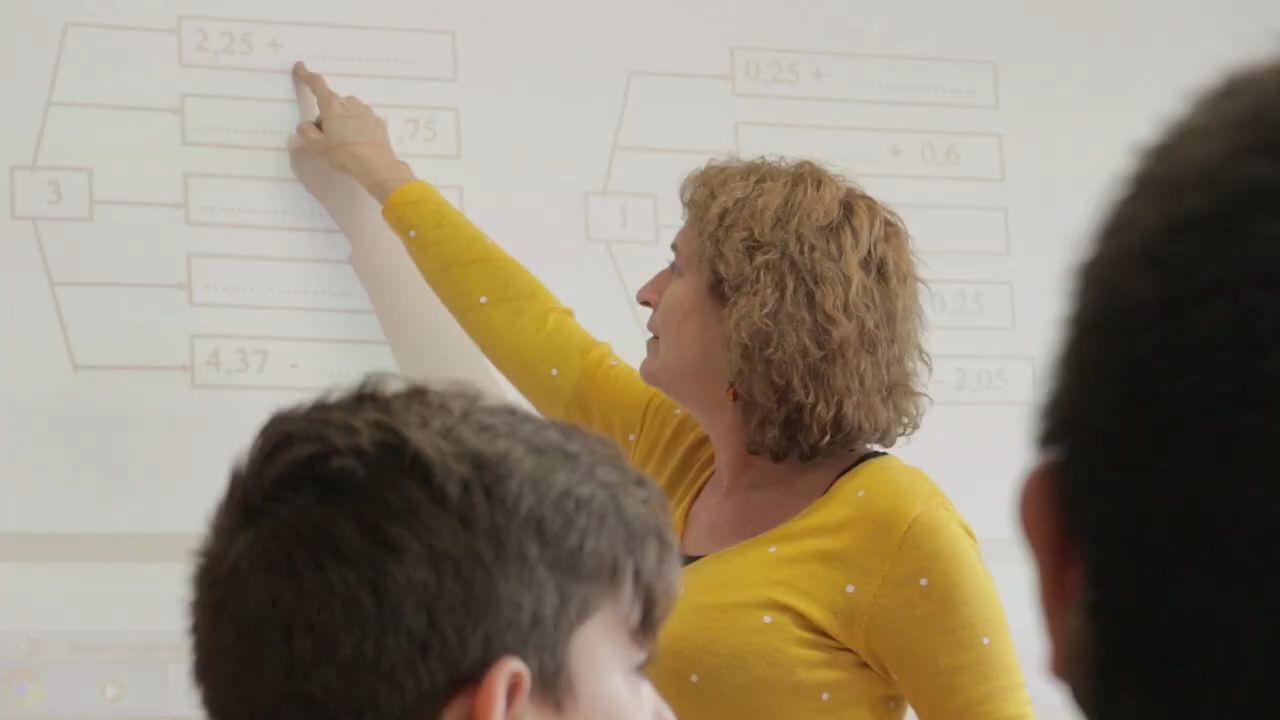 2,25 + ..................
.................. ,75
3
..................
..................
4,37 - ......
0,25 + ..................
+ 0,6
1
0,25
- 2,05